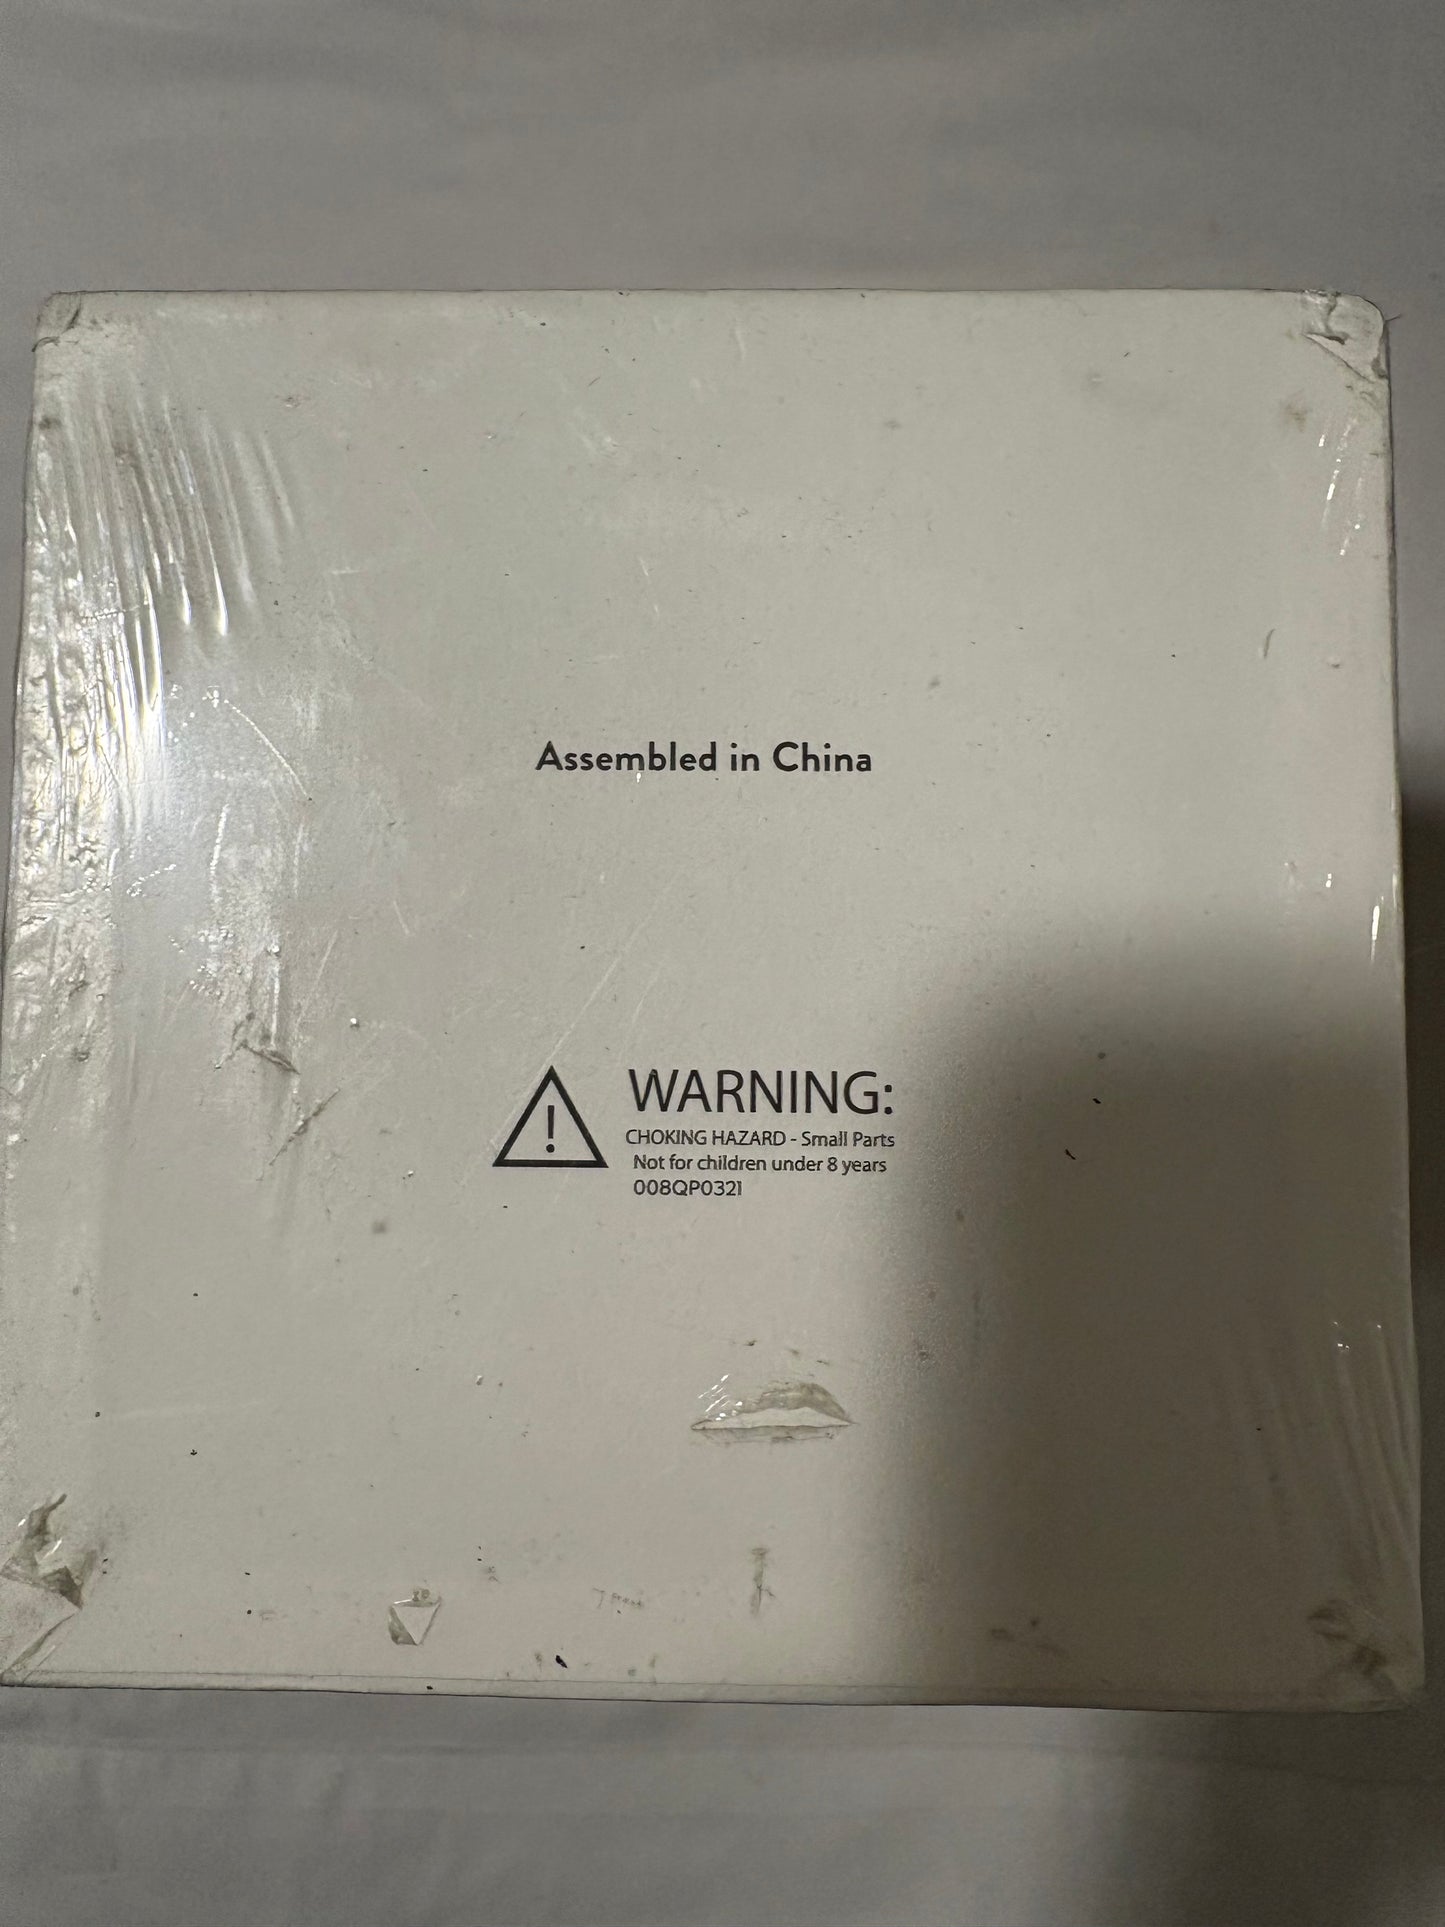 Assembled in China
WARNING:
CHOKING HAZARD - Small Parts
Not for children under 8 years
008QP0321